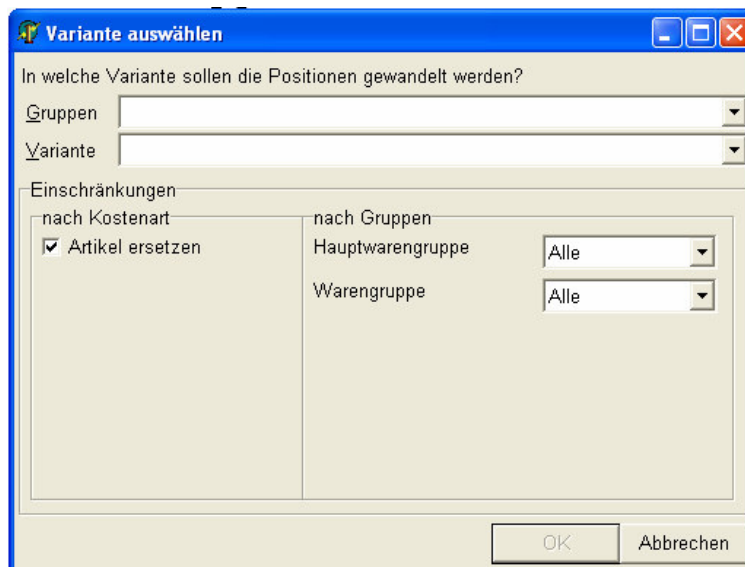 Variante auswählen
In welche Variante sollen die Positionen gewandelt werden?
Gruppen
Variante
Einschränkungen
nach Kostenart
Artikel ersetzen
nach Gruppen
Hauptwarengruppe Alle
Warengruppe Alle
OK Abbrechen